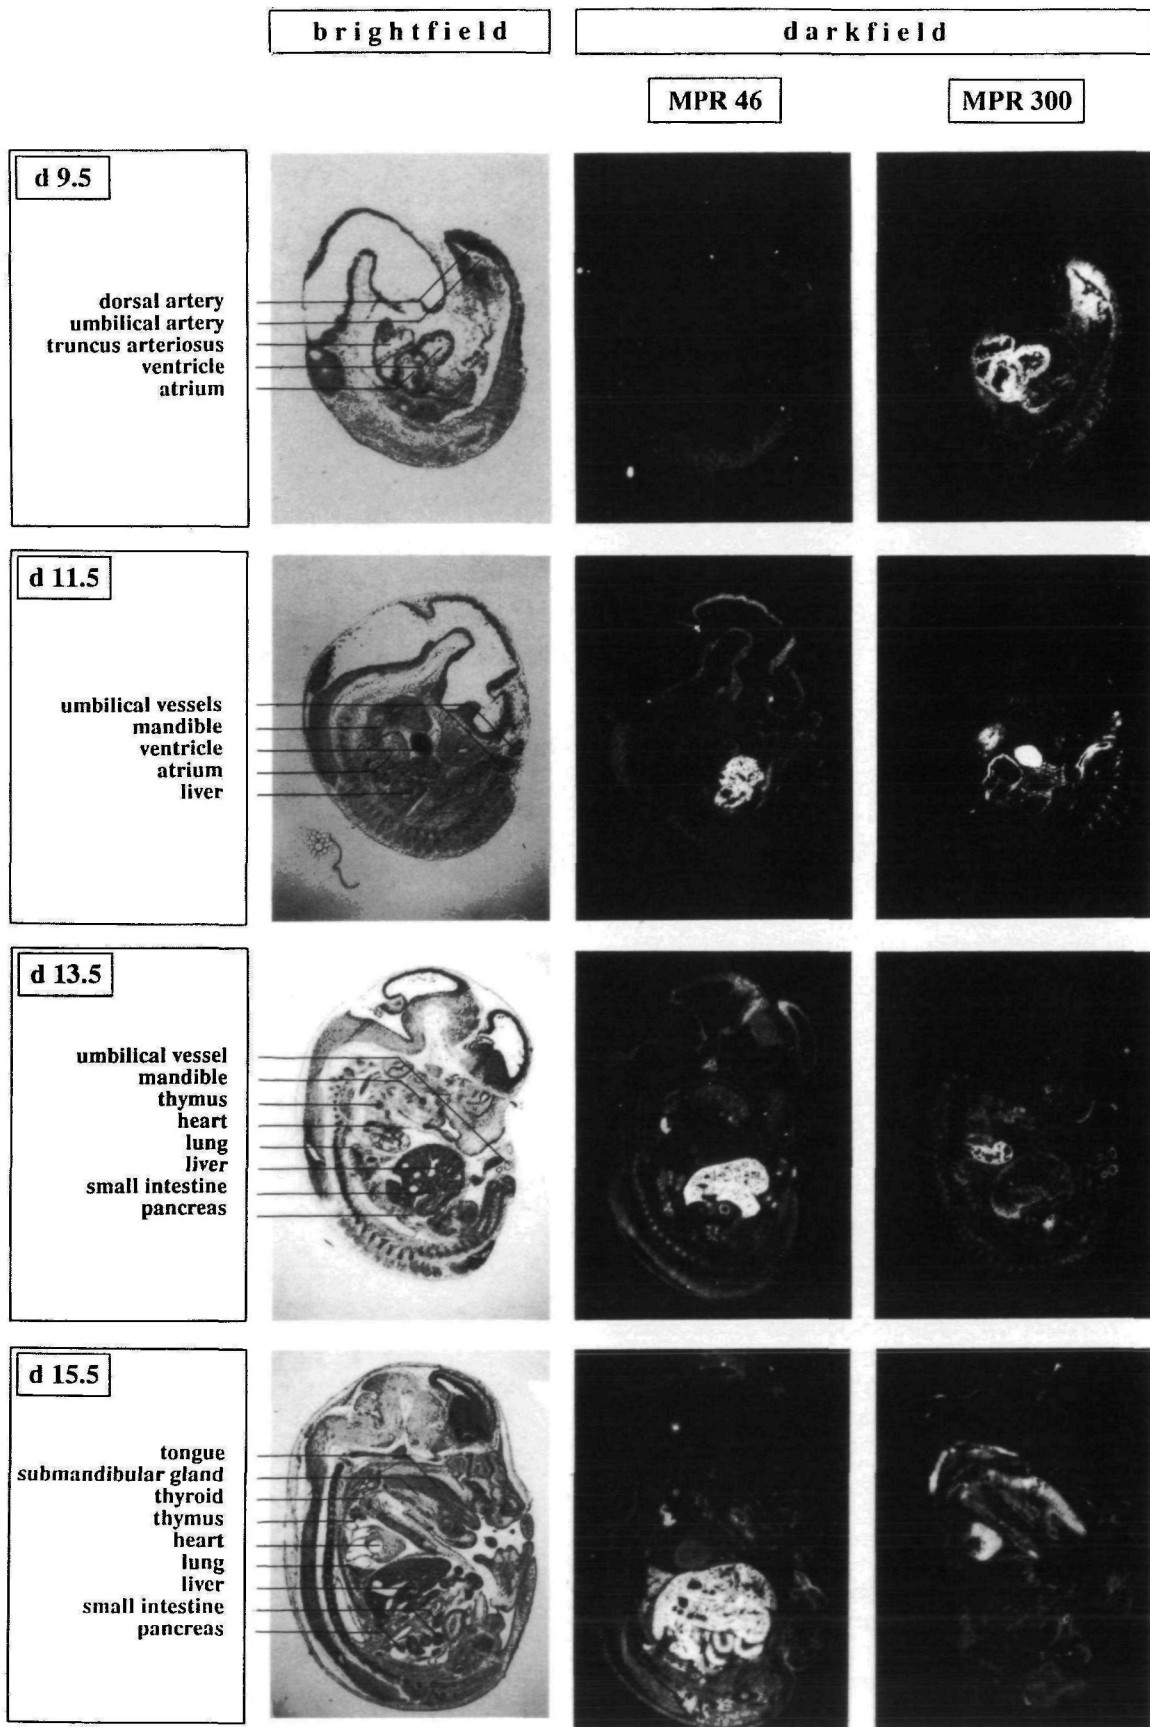 brightfield
darkfield
MPR 46
MPR 300
d 9.5
dorsal artery
umbilical artery
truncus arteriosus
ventricle
atrium
d 11.5
umbilical vessels
mandible
ventricle
atrium
liver
d 13.5
umbilical vessel
mandible
thymus
heart
lung
liver
small intestine
pancreas
d 15.5
tongue
submandibular gland
thyroid
thymus
heart
lung
liver
small intestine
pancreas